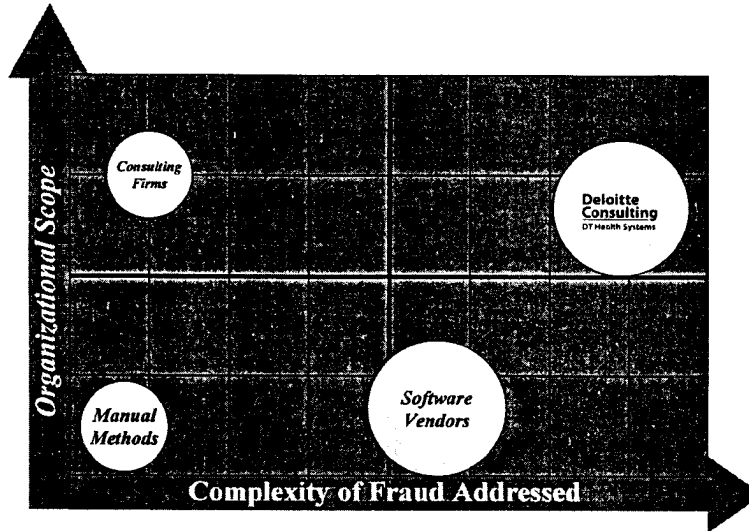 Organizational Scope
Consulting
Firms
Deloitte
Consulting
DT Health Systems
Manual
Methods
Software
Vendors
Complexity of Fraud Addressed